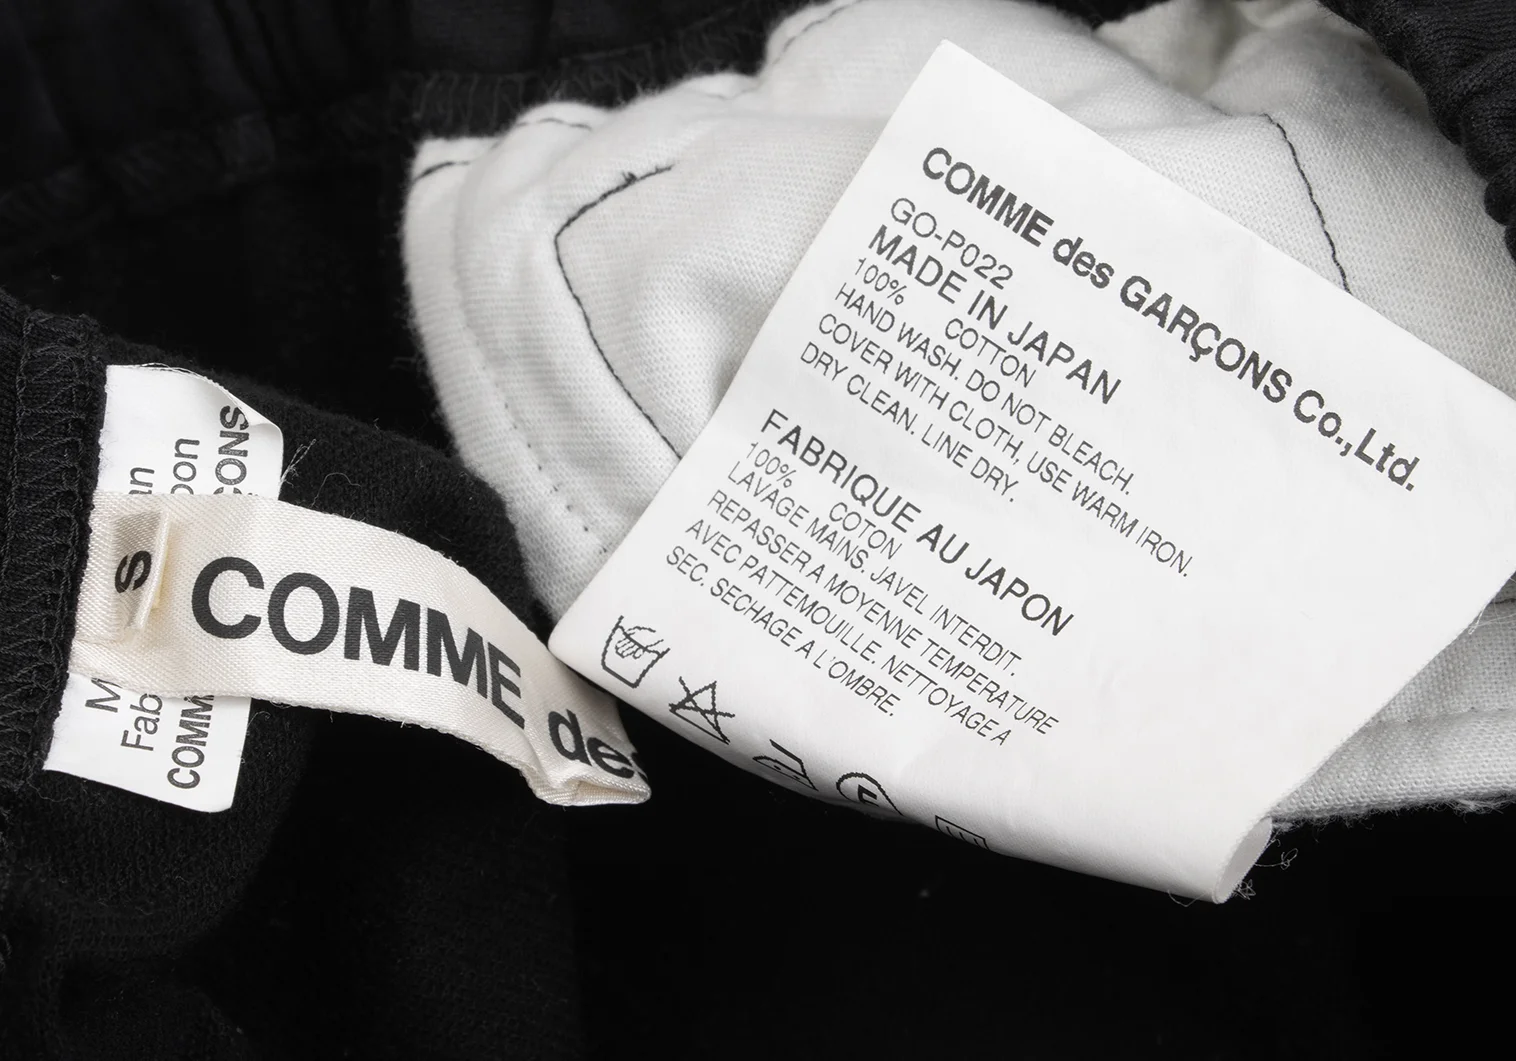 COMME des GARÇONS Co.,Ltd.
GO-P022
MADE IN JAPAN
100% COTTON
HAND WASH. DO NOT BLEACH.
COVER WITH CLOTH, USE WARM IRON.
DRY CLEAN. LINE DRY.
FABRIQUE AU JAPON
100% COTON
LAVAGE MAINS. JAVEL INTERDIT.
REPASSER A MOYENNE TEMPERATURE
AVEC PATTEMOUILLE. NETTOYAGE A
SEC. SECHAGE A L'OMBRE.
S
COMME des